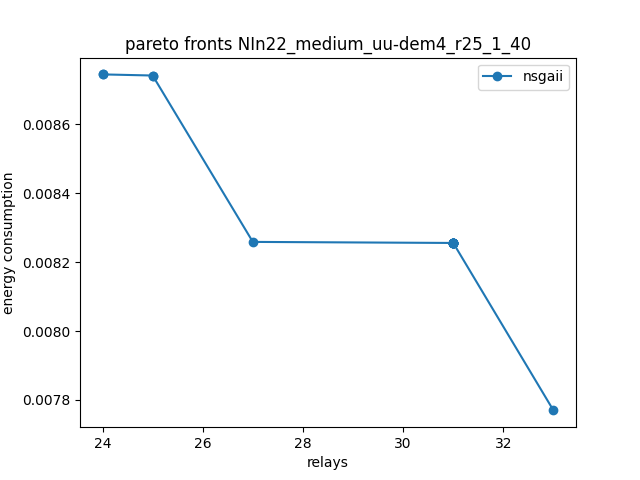 pareto fronts NIn22_medium_uu-dem4_r25_1_40
nsgaii
energy consumption
0.0086
0.0084
0.0082
0.0080
0.0078
24 26 28 30 32
relays